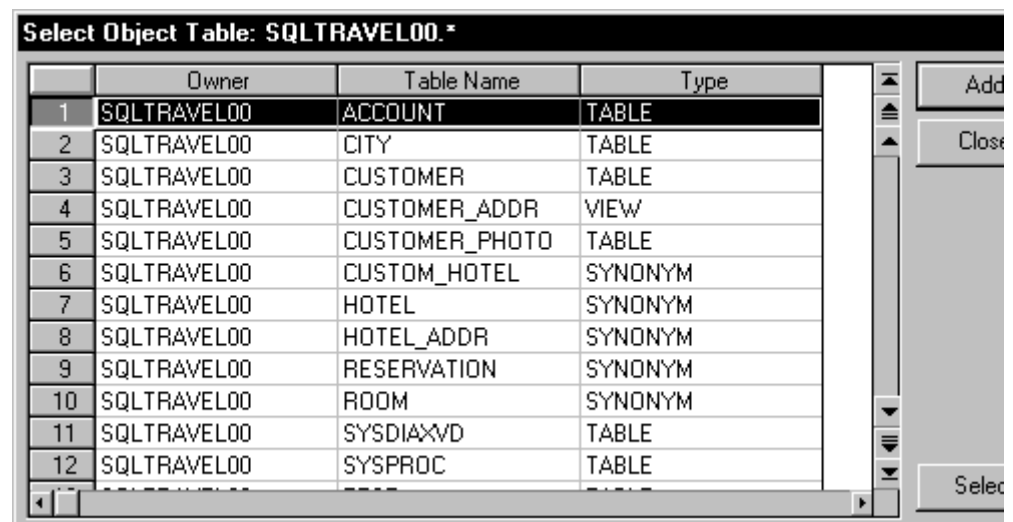 Select Object Table: SQLTRAVEL00.*
Owner Table Name Type
1 SQLTRAVEL00 ACCOUNT TABLE
2 SQLTRAVEL00 CITY TABLE
3 SQLTRAVEL00 CUSTOMER TABLE
4 SQLTRAVEL00 CUSTOMER_ADDR VIEW
5 SQLTRAVEL00 CUSTOMER_PHOTO TABLE
6 SQLTRAVEL00 CUSTOM_HOTEL SYNONYM
7 SQLTRAVEL00 HOTEL SYNONYM
8 SQLTRAVEL00 HOTEL_ADDR SYNONYM
9 SQLTRAVEL00 RESERVATION SYNONYM
10 SQLTRAVEL00 ROOM SYNONYM
11 SQLTRAVEL00 SYSDIAXVD TABLE
12 SQLTRAVEL00 SYSPROC TABLE
Add
Close
Selec